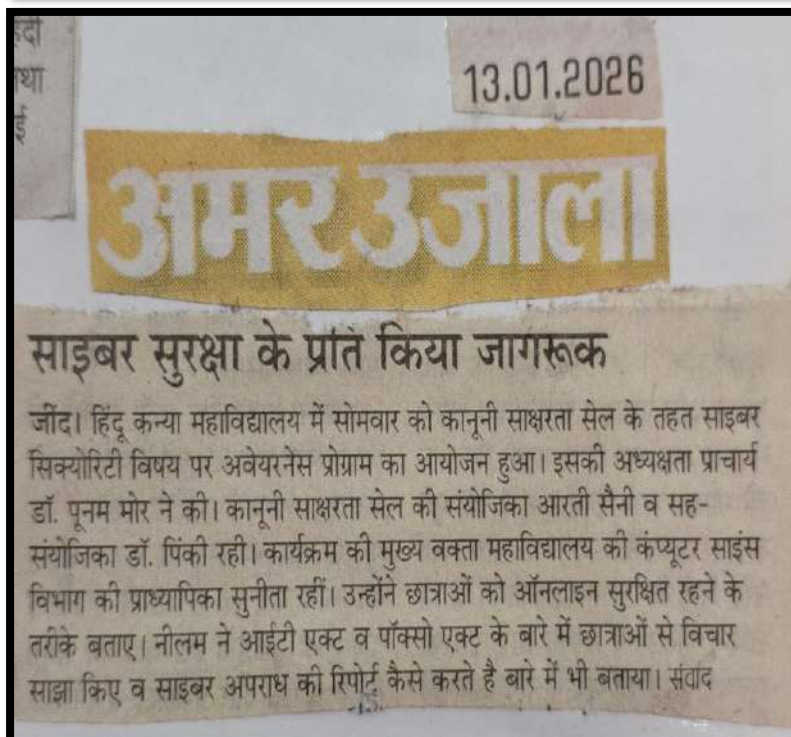 हिंदी
तथा
ई
13.01.2026
अमर उजाला
साइबर सुरक्षा के प्रति किया जागरूक
जींद। हिंदू कन्या महाविद्यालय में सोमवार को कानूनी साक्षरता सेल के तहत साइबर
सिक्योरिटी विषय पर अवेयरनेस प्रोग्राम का आयोजन हुआ। इसकी अध्यक्षता प्राचार्य
डॉ. पूनम मोर ने की। कानूनी साक्षरता सेल की संयोजिका आरती सैनी व सह-
संयोजिका डॉ. पिंकी रही। कार्यक्रम की मुख्य वक्ता महाविद्यालय की कंप्यूटर साइंस
विभाग की प्राध्यापिका सुनीता रहीं। उन्होंने छात्राओं को ऑनलाइन सुरक्षित रहने के
तरीके बताए। नीलम ने आईटी एक्ट व पॉक्सो एक्ट के बारे में छात्राओं से विचार
साझा किए व साइबर अपराध की रिपोर्ट कैसे करते है बारे में भी बताया। संवाद